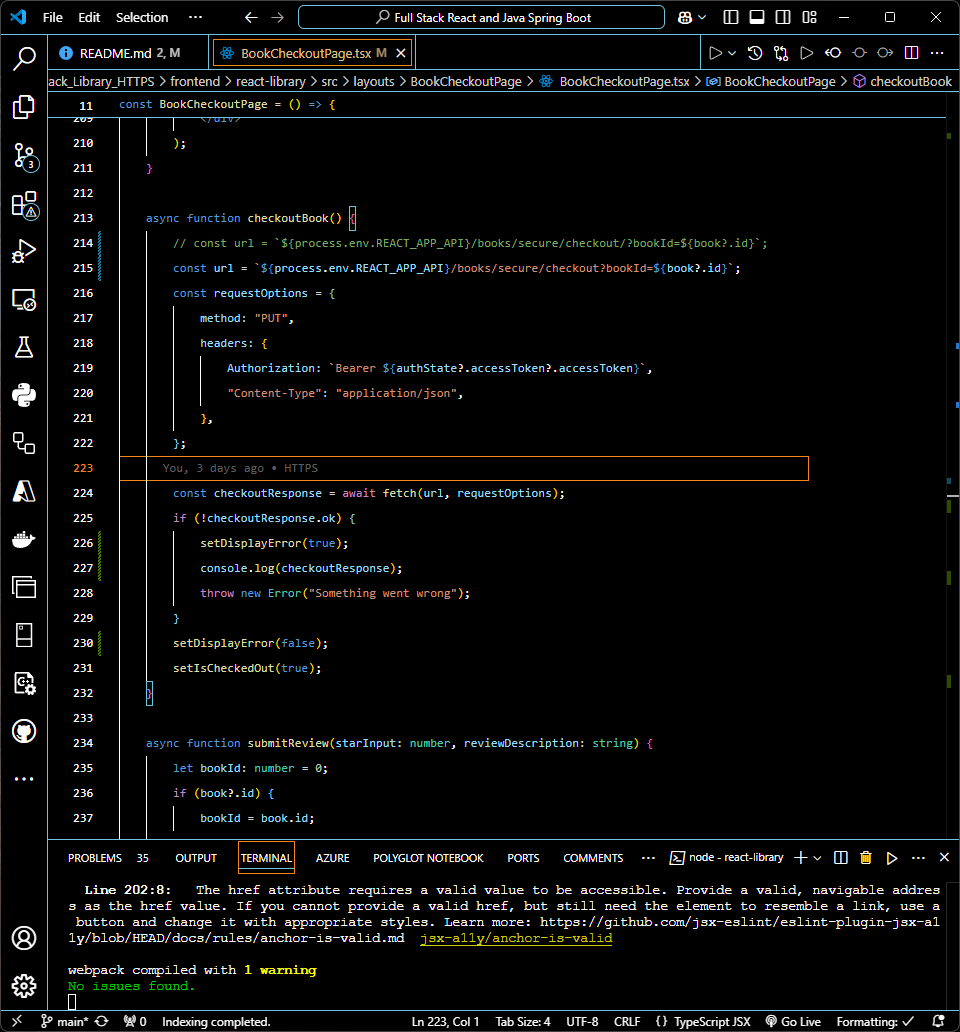 File Edit Selection ··· Full Stack React and Java Spring Boot
README.md 2, M BookCheckoutPage.tsx M
ack_Library_HTTPS > frontend > react-library > src > layouts > BookCheckoutPage > BookCheckoutPage.tsx > BookCheckoutPage > checkoutBook
11 const BookCheckoutPage = () => {
209 </div>
210 );
211 }
212
213 async function checkoutBook() {
214 // const url = `${process.env.REACT_APP_API}/books/secure/checkout/?bookId=${book?.id}`;
215 const url = `${process.env.REACT_APP_API}/books/secure/checkout?bookId=${book?.id}`;
216 const requestOptions = {
217 method: "PUT",
218 headers: {
219 Authorization: `Bearer ${authState?.accessToken?.accessToken}`,
220 "Content-Type": "application/json",
221 },
222 };
223 You, 3 days ago • HTTPS
224 const checkoutResponse = await fetch(url, requestOptions);
225 if (!checkoutResponse.ok) {
226 setDisplayError(true);
227 console.log(checkoutResponse);
228 throw new Error("Something went wrong");
229 }
230 setDisplayError(false);
231 setIsCheckedOut(true);
232 }
233
234 async function submitReview(starInput: number, reviewDescription: string) {
235 let bookId: number = 0;
236 if (book?.id) {
237 bookId = book.id;
3
PROBLEMS 35 OUTPUT TERMINAL AZURE POLYGLOT NOTEBOOK PORTS COMMENTS ··· node - react-library
Line 202:8: The href attribute requires a valid value to be accessible. Provide a valid, navigable addres
s as the href value. If you cannot provide a valid href, but still need the element to resemble a link, use a
button and change it with appropriate styles. Learn more: https://github.com/jsx-eslint/eslint-plugin-jsx-a1
1y/blob/HEAD/docs/rules/anchor-is-valid.md jsx-a11y/anchor-is-valid
webpack compiled with 1 warning
No issues found.
main* 0 Indexing completed. Ln 223, Col 1 Tab Size: 4 UTF-8 CRLF {} TypeScript JSX Go Live Formatting: ✓